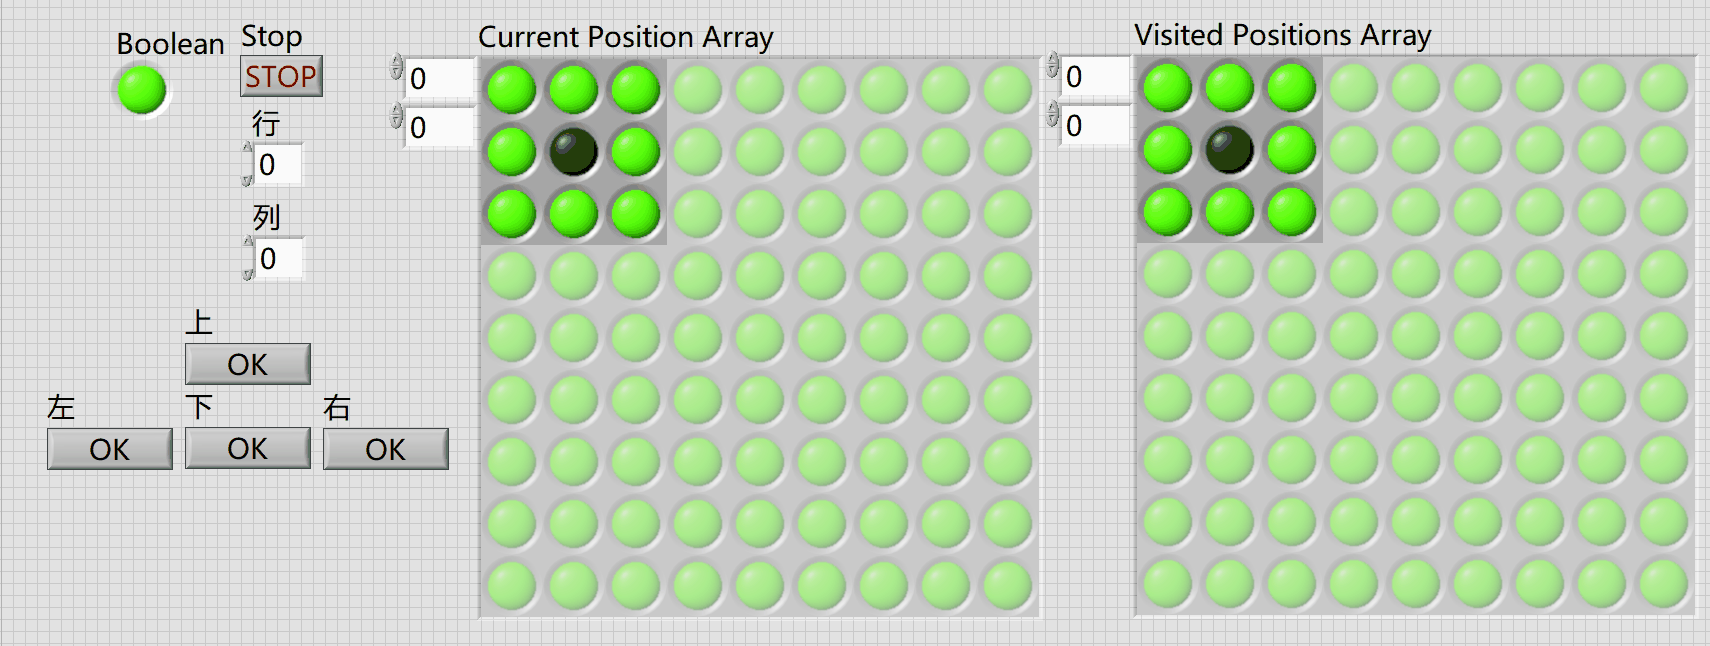 Boolean
Stop
STOP
行
0
列
0
上
OK
左
OK
下
OK
右
OK
Current Position Array
0
0
Visited Positions Array
0
0